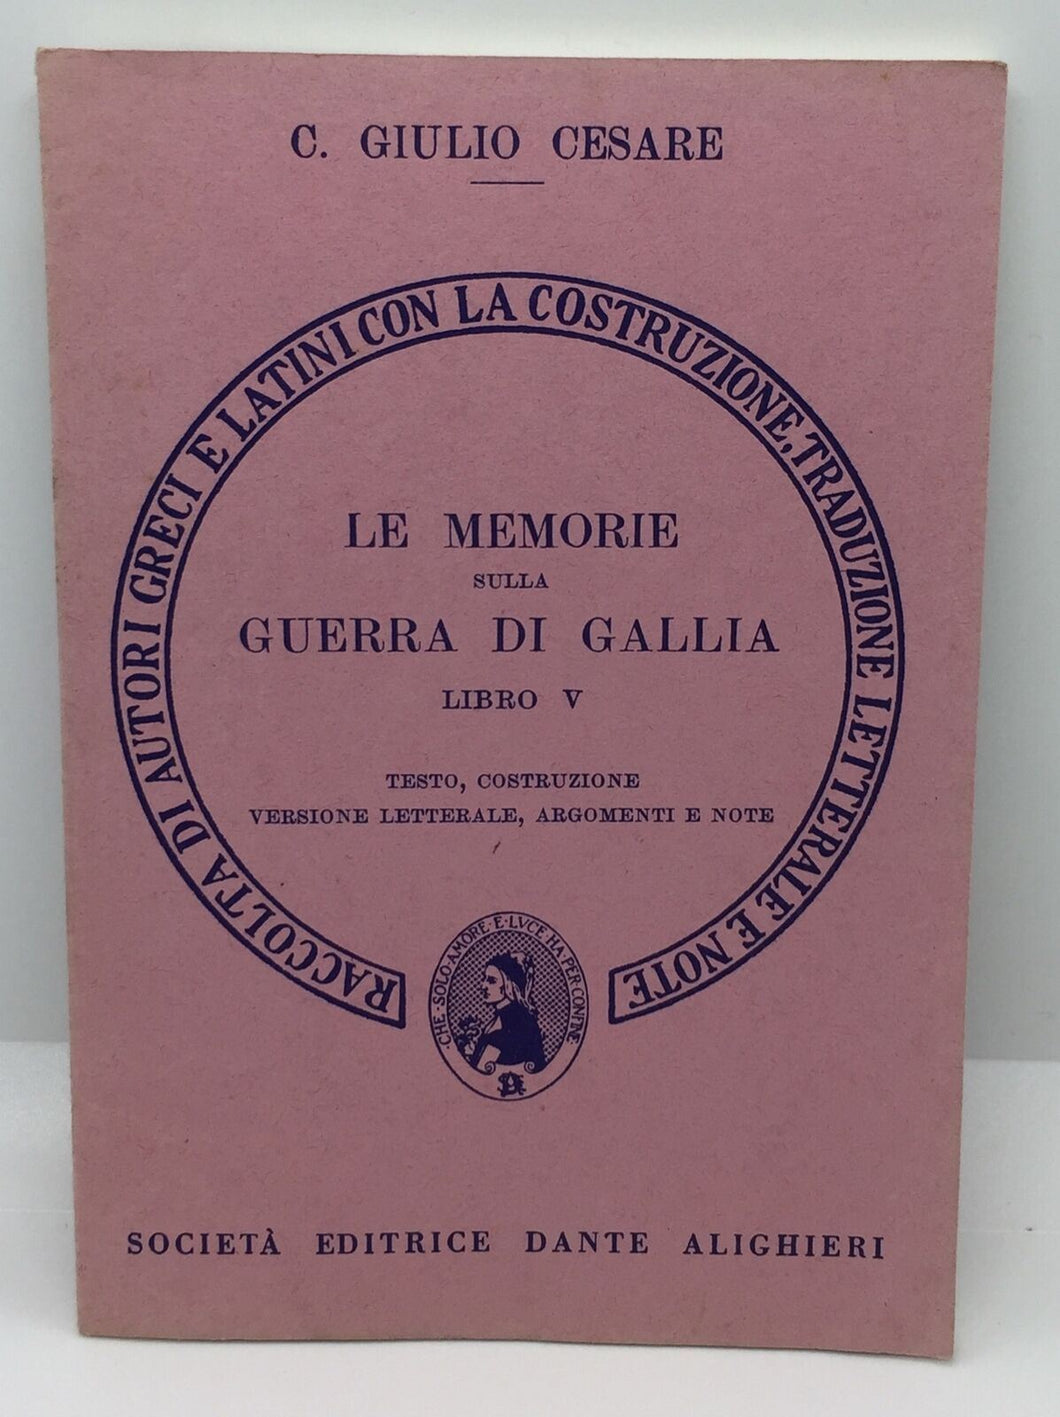 C. GIULIO CESARE
RACCOLTA DI AUTORI GRECI E LATINI CON LA COSTRUZIONE, TRADUZIONE LETTERALE E NOTE
LE MEMORIE
SULLA
GUERRA DI GALLIA
LIBRO V
TESTO, COSTRUZIONE
VERSIONE LETTERALE, ARGOMENTI E NOTE
·CHE·SOLO·AMORE·E·LVCE·HA·PER·CONFINE·
SOCIETÀ EDITRICE DANTE ALIGHIERI